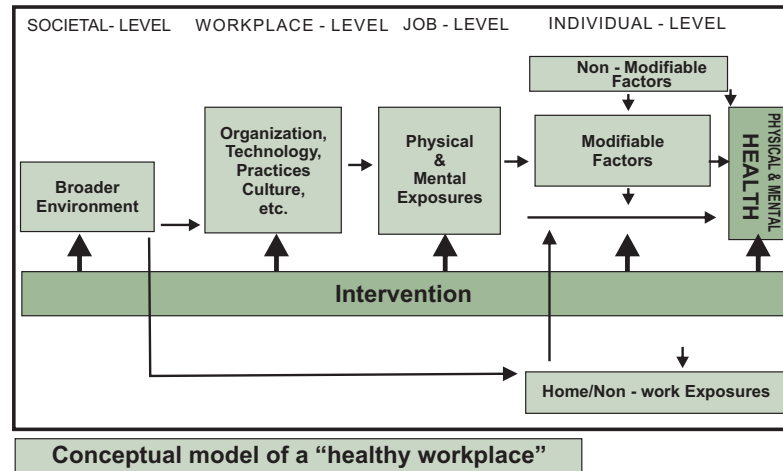 SOCIETAL- LEVEL WORKPLACE - LEVEL JOB - LEVEL INDIVIDUAL - LEVEL
Non - Modifiable
Factors
Organization,
Technology,
Practices
Culture,
etc.
Physical
&
Mental
Exposures
Modifiable
Factors
PHYSICAL & MENTAL
HEALTH
Broader
Environment
Intervention
Home/Non - work Exposures
Conceptual model of a “healthy workplace”